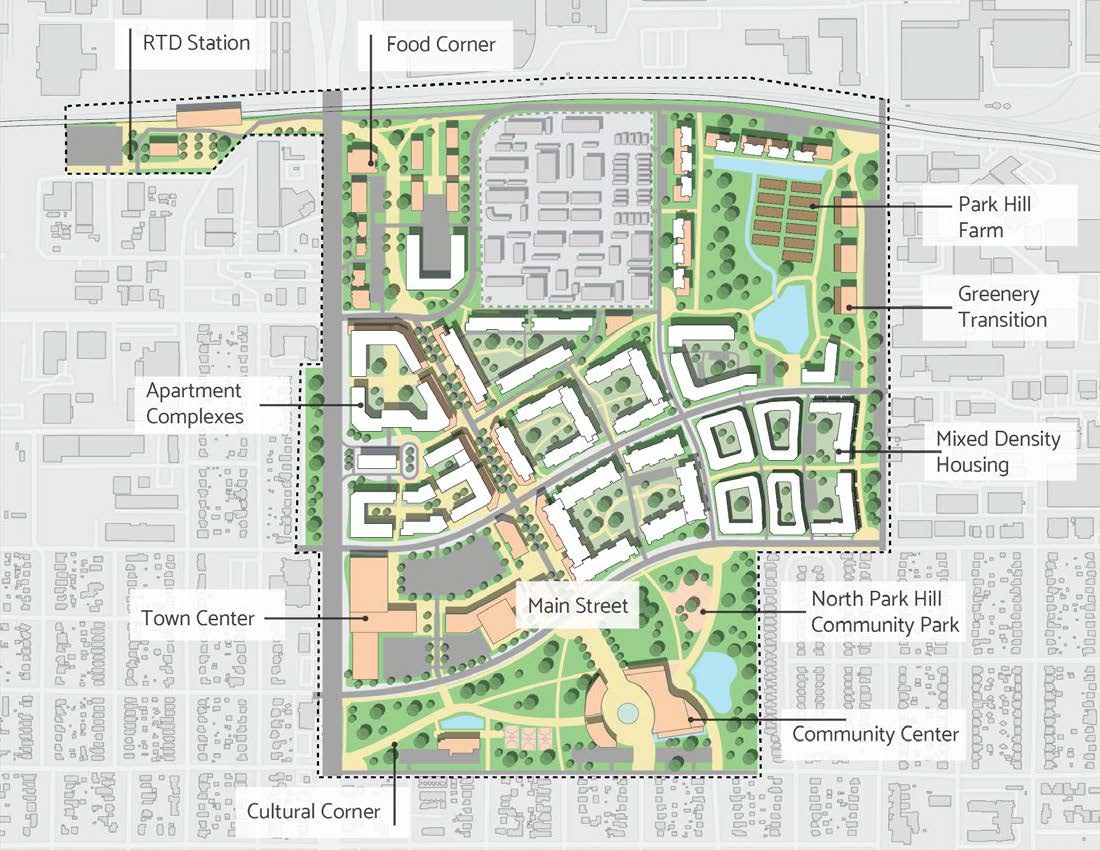 RTD Station
Food Corner
Park Hill
Farm
Greenery
Transition
Apartment
Complexes
Mixed Density
Housing
Town Center
Main Street
North Park Hill
Community Park
Community Center
Cultural Corner